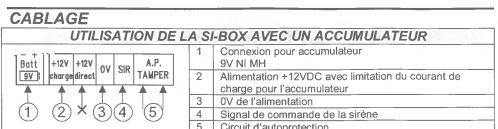 CABLAGE
UTILISATION DE LA SI-BOX AVEC UN ACCUMULATEUR
- +
Batt
9V
+12V
charge
+12V
direct
0V
SIR
A.P.
TAMPER
1
2
×
3
4
5
1 Connexion pour accumulateur
9V NI MH
2 Alimentation +12VDC avec limitation du courant de
charge pour l'accumulateur
3 0V de l'alimentation
4 Signal de commande de la sirène
5 Circuit d'autoprotection